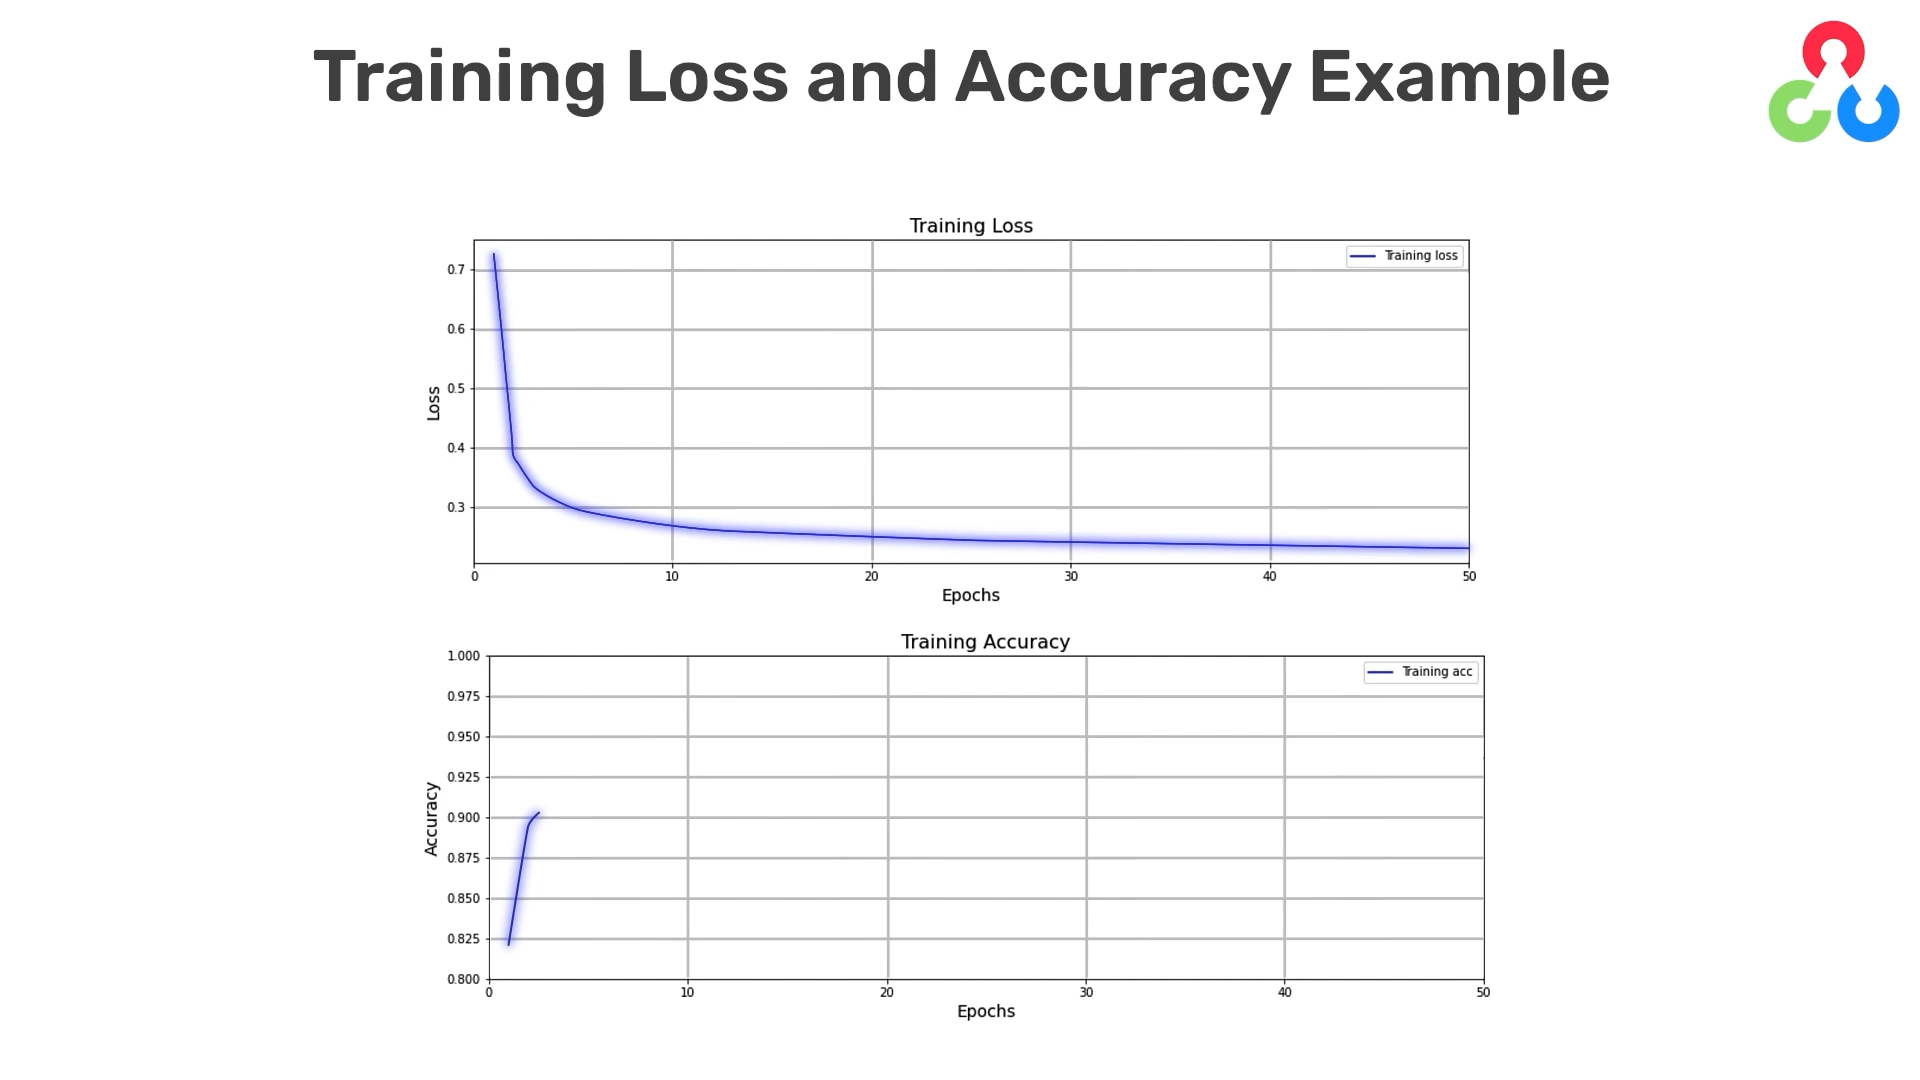 Training Loss and Accuracy Example
Training Loss
Training loss
0.7
0.6
0.5
0.4
0.3
Loss
0 10 20 30 40 50
Epochs
Training Accuracy
Training acc
1.000
0.975
0.950
0.925
0.900
0.875
0.850
0.825
0.800
Accuracy
0 10 20 30 40 50
Epochs